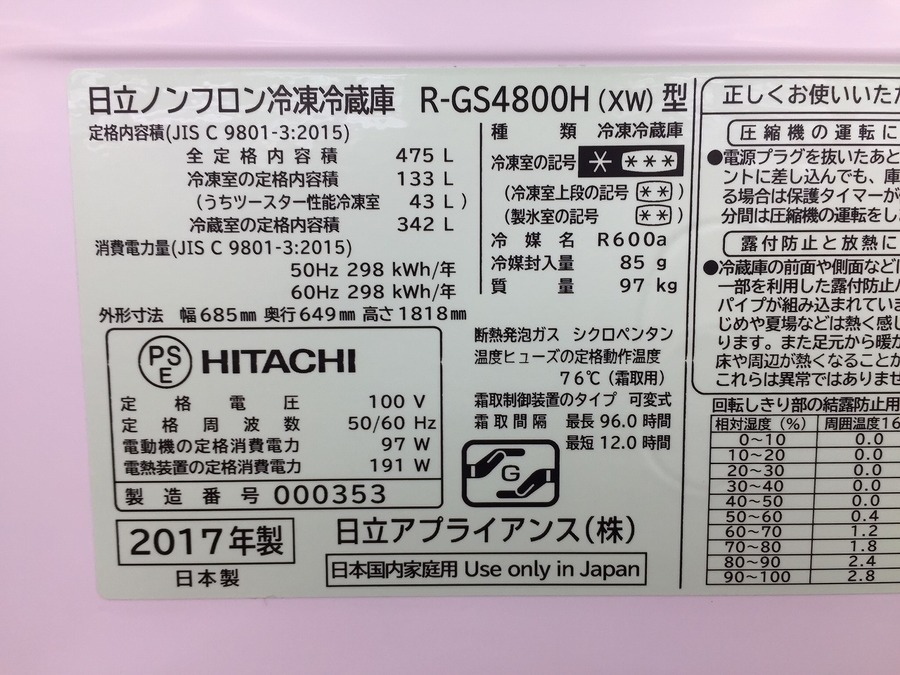 日立ノンフロン冷凍冷蔵庫 R-GS4800H (XW) 型
定格内容積(JIS C 9801-3:2015)
全定格内容積 475 L
冷凍室の定格内容積 133 L
(うちツースター性能冷凍室 43 L)
冷蔵室の定格内容積 342 L
消費電力量(JIS C 9801-3:2015)
50Hz 298 kWh/年
60Hz 298 kWh/年
外形寸法 幅685mm 奥行649mm 高さ1818mm
種類 冷凍冷蔵庫
冷凍室の記号 * ***
(冷凍室上段の記号 ** )
(製氷室の記号 ** )
冷媒名 R600a
冷媒封入量 85 g
質量 97 kg
PSE HITACHI
定格電圧 100 V
定格周波数 50/60 Hz
電動機の定格消費電力 97 W
電熱装置の定格消費電力 191 W
製造番号 000353
2017年製
日本製
断熱発泡ガス シクロペンタン
温度ヒューズの定格動作温度
76℃(霜取用)
霜取制御装置のタイプ 可変式
霜取間隔 最長 96.0 時間
最短 12.0 時間
G
日立アプライアンス(株)
日本国内家庭用 Use only in Japan
正しくお使いいた
圧縮機の運転に
●電源プラグを抜いたあと
ントに差し込んでも、庫
る場合は保護タイマーが
分間は圧縮機の運転をし
露付防止と放熱に
●冷蔵庫の前面や側面など
一部を利用した露付防止
パイプが組み込まれていま
じめや夏場などは熱く感じ
ります。また足元から暖か
床や周辺が熱くなることか
これらは異常ではありませ
回転しきり部の結露防止用
相対湿度(%) 周囲温度16
0~10 0.0
10~20 0.0
20~30 0.0
30~40 0.0
40~50 0.0
50~60 0.4
60~70 1.2
70~80 1.8
80~90 2.4
90~100 2.8